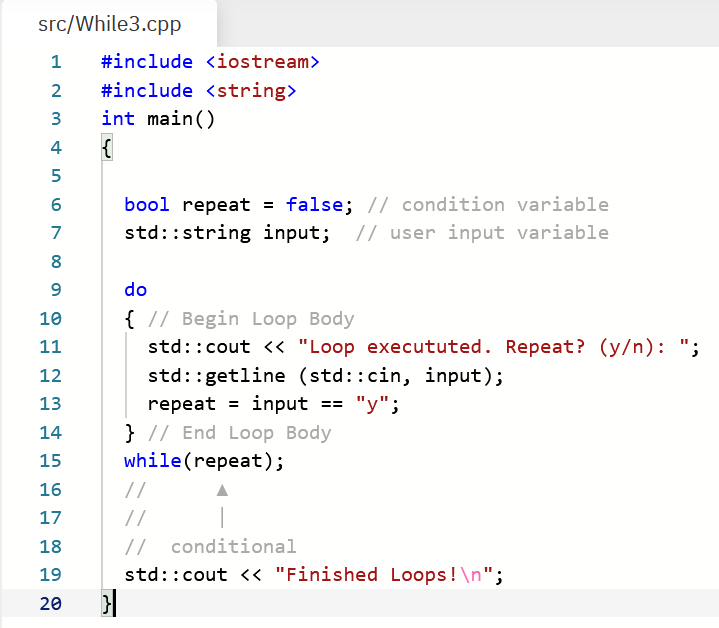 src/While3.cpp
1 #include <iostream>
2 #include <string>
3 int main()
4 {
5
6 bool repeat = false; // condition variable
7 std::string input;  // user input variable
8
9 do
10 { // Begin Loop Body
11 std::cout << "Loop execututed. Repeat? (y/n): ";
12 std::getline (std::cin, input);
13 repeat = input == "y";
14 } // End Loop Body
15 while(repeat);
16 //      ▲
17 //      |
18 //  conditional
19 std::cout << "Finished Loops!\n";
20 }